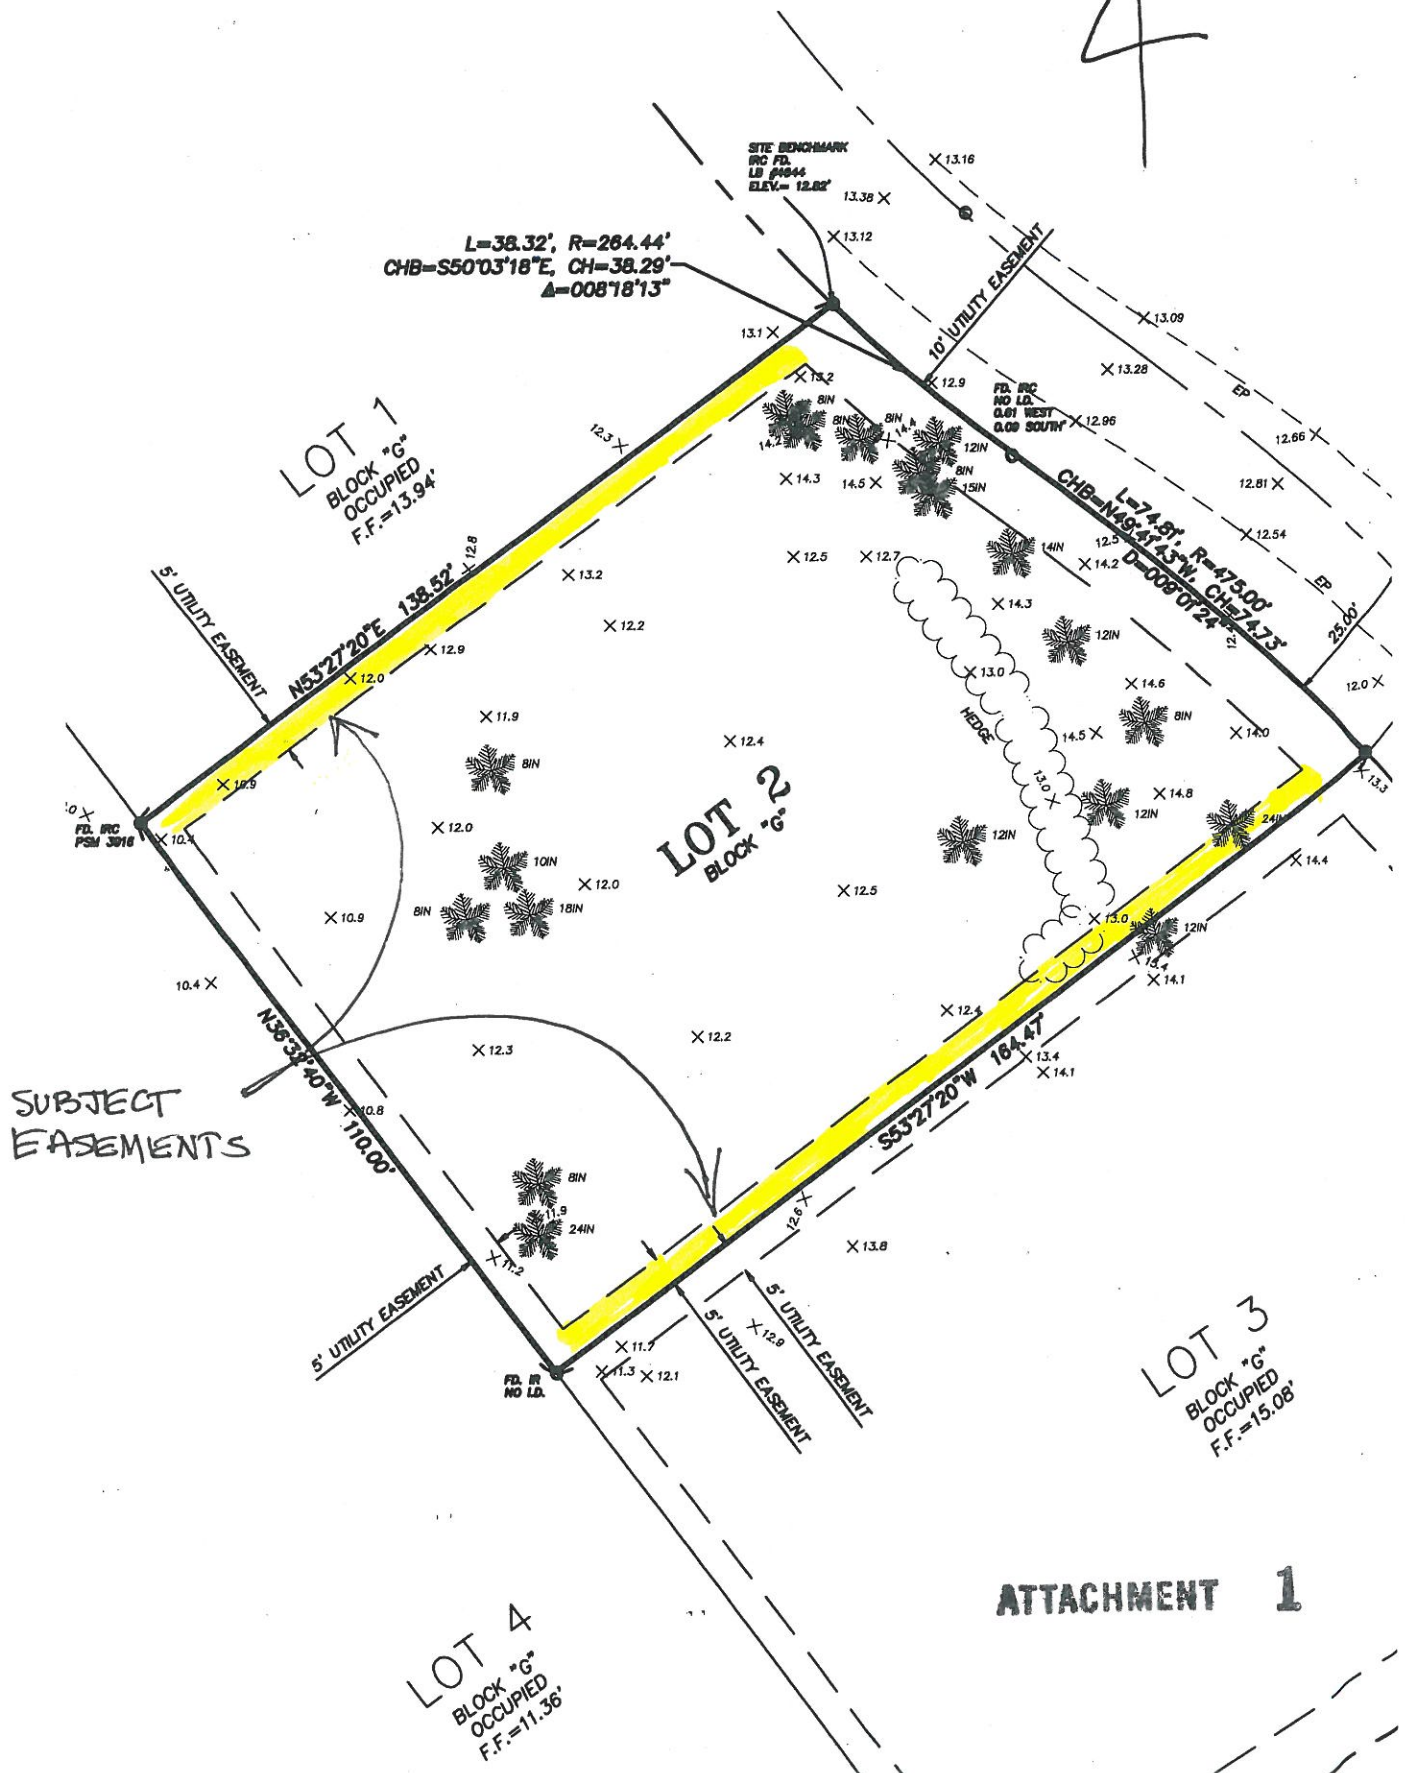 4
SITE BENCHMARK
IRC FD.
LB #4644
ELEV.= 12.82'
13.16
13.38
13.12
L=38.32', R=264.44'
CHB=S50°03'18"E, CH=38.29'
Δ=008°18'13"
10' UTILITY EASEMENT
13.09
13.28
EP
13.1
13.2
12.9
FD. IRC
NO I.D.
0.61 WEST
0.09 SOUTH
12.96
12.66
12.81
12.54
EP
LOT 1
BLOCK "G"
OCCUPIED
F.F.=13.94'
12.3
8IN
14.2
8IN
8IN
14.4
12IN
8IN
15IN
14.3
14.5
L=74.81', R=475.00'
CHB=N49°41'43"W, CH=74.73'
D=009°01'24"
12.5
25.00'
12.8
13.2
12.5
12.7
14IN
14.2
14.3
5' UTILITY EASEMENT
N53°27'20"E 138.52'
12.2
12.9
12.0
12IN
13.0
14.6
12.0
HEDGE
11.9
12.4
14.5
8IN
14.0
8IN
13.0
14.8
12IN
24IN
13.3
10.9
FD. IRC
PSM 3916
10.4
12.0
LOT 2
BLOCK "G"
12IN
14.4
10IN
12.0
12.5
8IN
18IN
10.9
13.0
12IN
13.4
14.1
10.4
12.4
N36°32'40"W 110.00'
12.3
12.2
13.4
14.1
S53°27'20"W 164.47'
SUBJECT
EASEMENTS
10.8
8IN
11.9
24IN
12.6
13.8
11.2
5' UTILITY EASEMENT
5' UTILITY EASEMENT
5' UTILITY EASEMENT
12.9
11.7
11.3
12.1
FD. IR
NO I.D.
LOT 3
BLOCK "G"
OCCUPIED
F.F.=15.08'
ATTACHMENT 1
LOT 4
BLOCK "G"
OCCUPIED
F.F.=11.36'